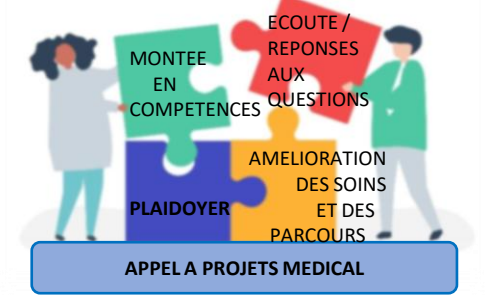 MONTEE
EN
COMPETENCES
ECOUTE /
REPONSES
AUX
QUESTIONS
PLAIDOYER
AMELIORATION
DES SOINS
ET DES
PARCOURS
APPEL A PROJETS MEDICAL